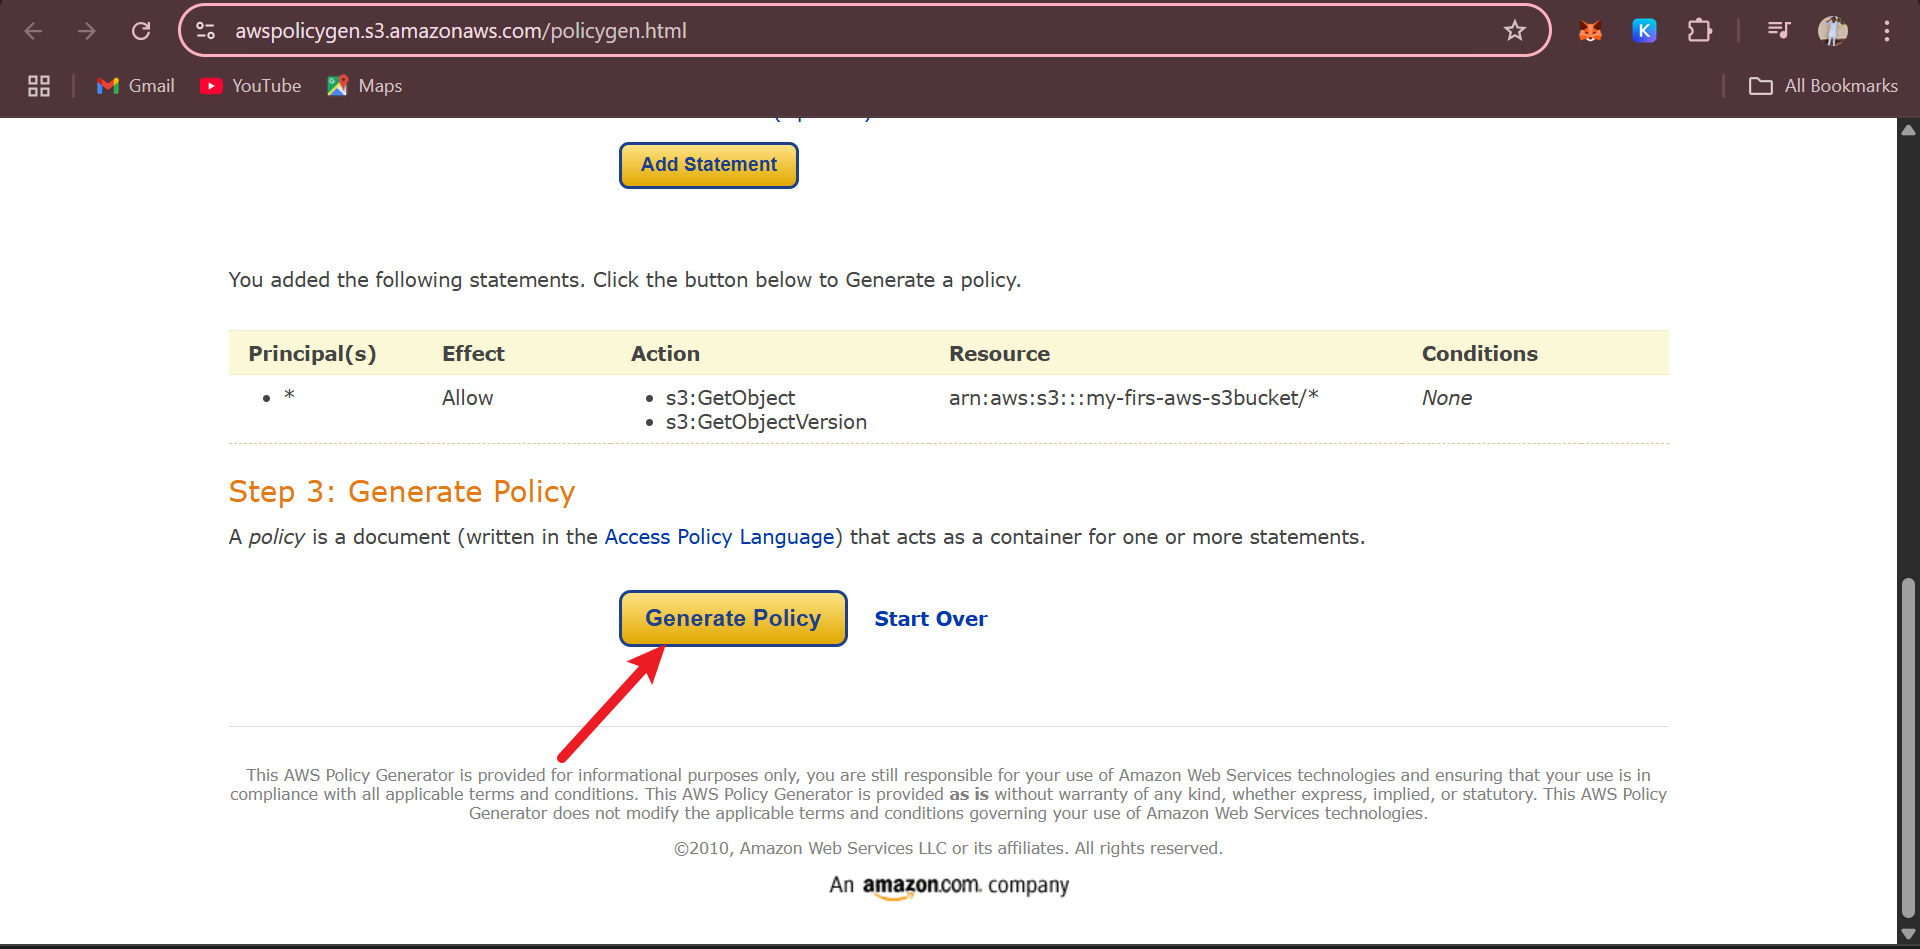 awspolicygen.s3.amazonaws.com/policygen.html
K
Gmail
YouTube
Maps
All Bookmarks
Add Statement
You added the following statements. Click the button below to Generate a policy.
Principal(s) Effect Action Resource Conditions
• * Allow • s3:GetObject arn:aws:s3:::my-firs-aws-s3bucket/* None
• s3:GetObjectVersion
Step 3: Generate Policy
A policy is a document (written in the Access Policy Language) that acts as a container for one or more statements.
Generate Policy Start Over
This AWS Policy Generator is provided for informational purposes only, you are still responsible for your use of Amazon Web Services technologies and ensuring that your use is in
compliance with all applicable terms and conditions. This AWS Policy Generator is provided as is without warranty of any kind, whether express, implied, or statutory. This AWS Policy
Generator does not modify the applicable terms and conditions governing your use of Amazon Web Services technologies.
©2010, Amazon Web Services LLC or its affiliates. All rights reserved.
An amazon.com. company